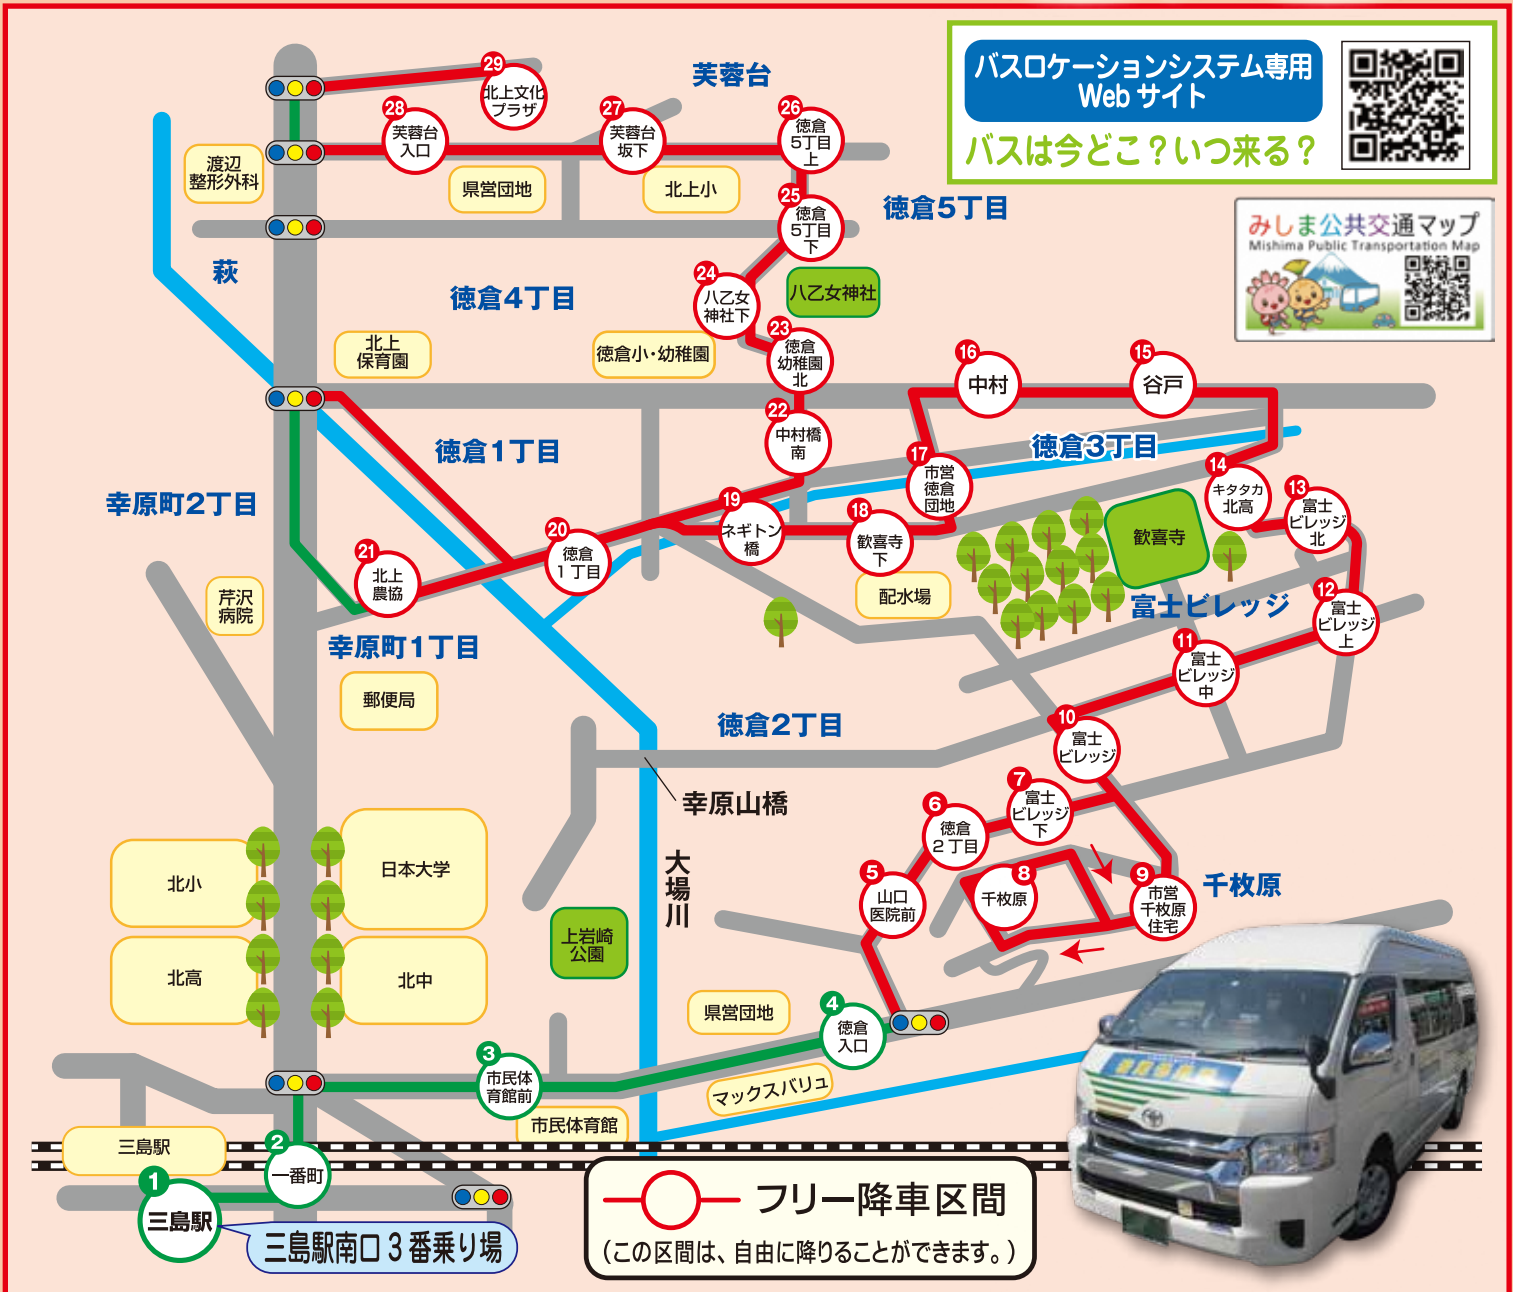 バスロケーションシステム専用
Webサイト
バスは今どこ？いつ来る？
みしま公共交通マップ
Mishima Public Transportation Map
29
北上文化
プラザ
芙蓉台
28
芙蓉台
入口
27
芙蓉台
坂下
26
徳倉
5丁目
上
渡辺
整形外科
県営団地
北上小
25
徳倉
5丁目
下
徳倉5丁目
萩
徳倉4丁目
24
八乙女
神社下
八乙女神社
北上
保育園
徳倉小・幼稚園
23
徳倉
幼稚園
北
16
中村
15
谷戸
22
中村橋
南
徳倉1丁目
徳倉3丁目
17
市営
徳倉
団地
14
キタタカ
北高
13
富士
ビレッジ
北
幸原町2丁目
19
ネギトン
橋
18
歓喜寺
下
歓喜寺
20
徳倉
1丁目
21
北上
農協
芹沢
病院
配水場
富士ビレッジ
12
富士
ビレッジ
上
幸原町1丁目
11
富士
ビレッジ
中
郵便局
徳倉2丁目
10
富士
ビレッジ
幸原山橋
7
富士
ビレッジ
下
6
徳倉
2丁目
大場川
北小
日本大学
5
山口
医院前
8
千枚原
9
市営
千枚原
住宅
千枚原
上岩崎
公園
北高
北中
県営団地
4
徳倉
入口
3
市民体
育館前
マックスバリュ
市民体育館
三島駅
2
一番町
1
三島駅
三島駅南口3番乗り場
フリー降車区間
（この区間は、自由に降りることができます。）